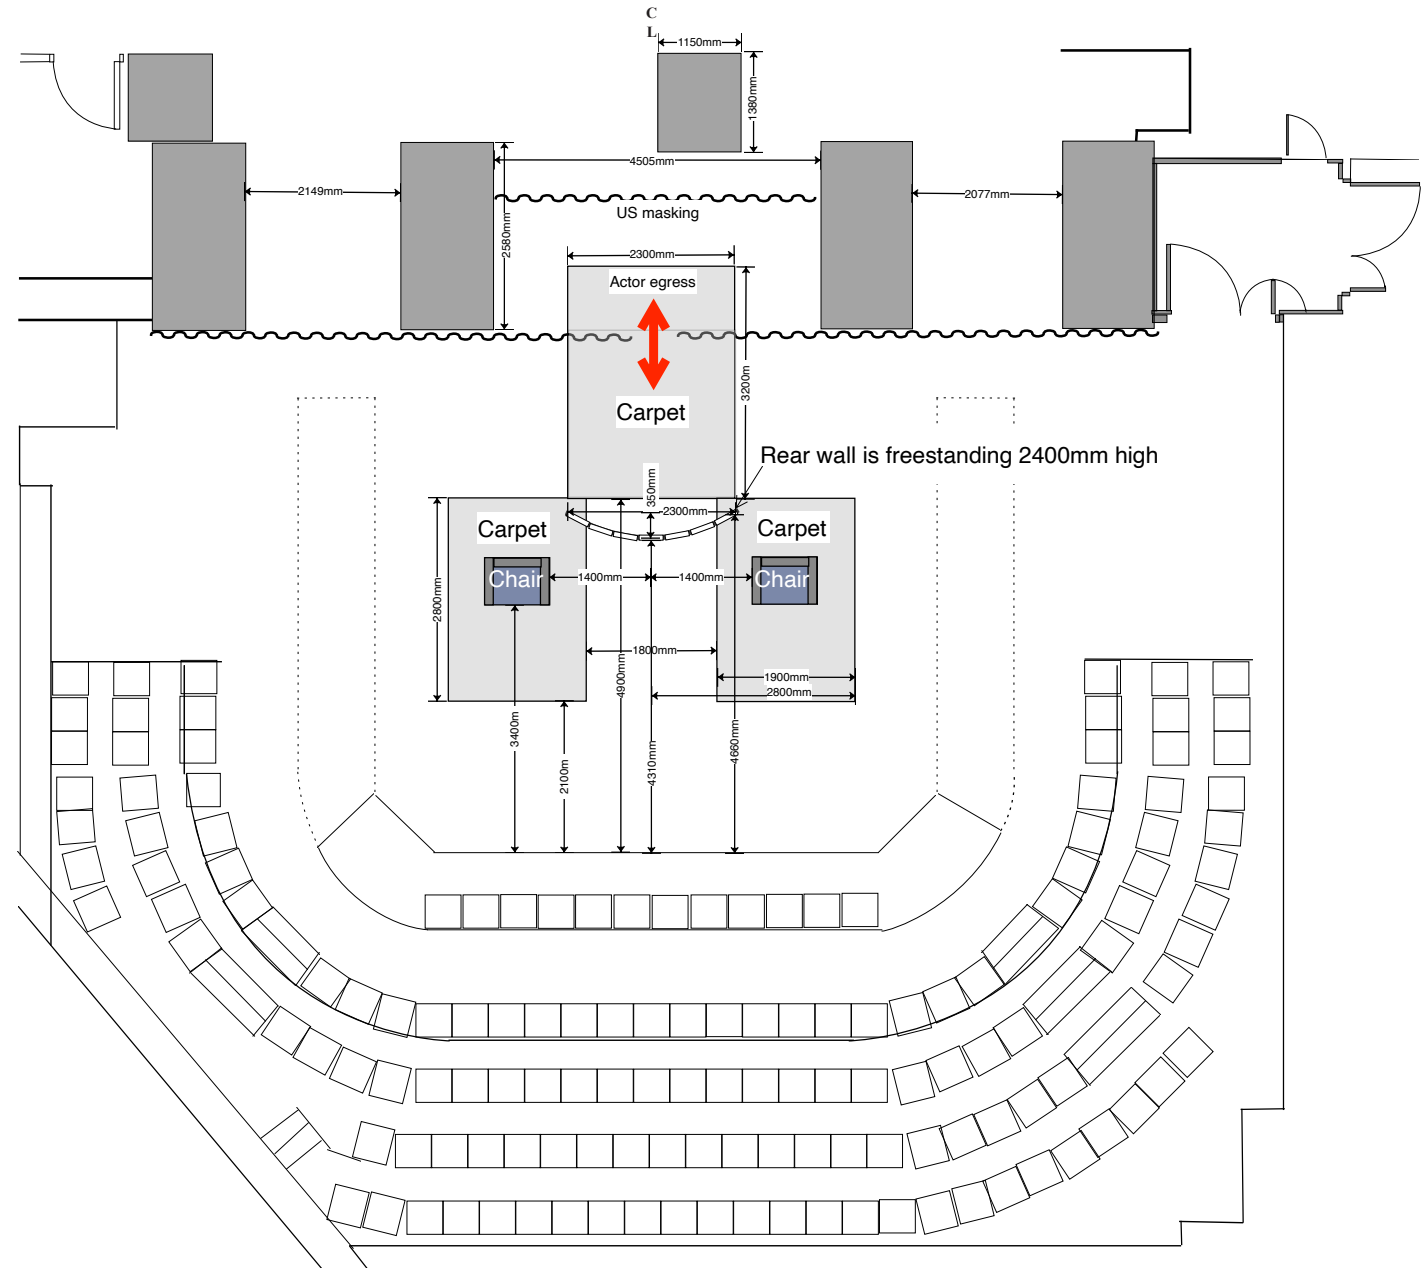 C
L
1150mm
1380mm
4505mm
2149mm
2077mm
US masking
2580mm
2300mm
Actor egress
3200m
Carpet
Rear wall is freestanding 2400mm high
350mm
2300mm
Carpet
Carpet
Chair
1400mm
1400mm
Chair
2800mm
1800mm
4900mm
1900mm
2800mm
3400m
2100m
4310mm
4660mm